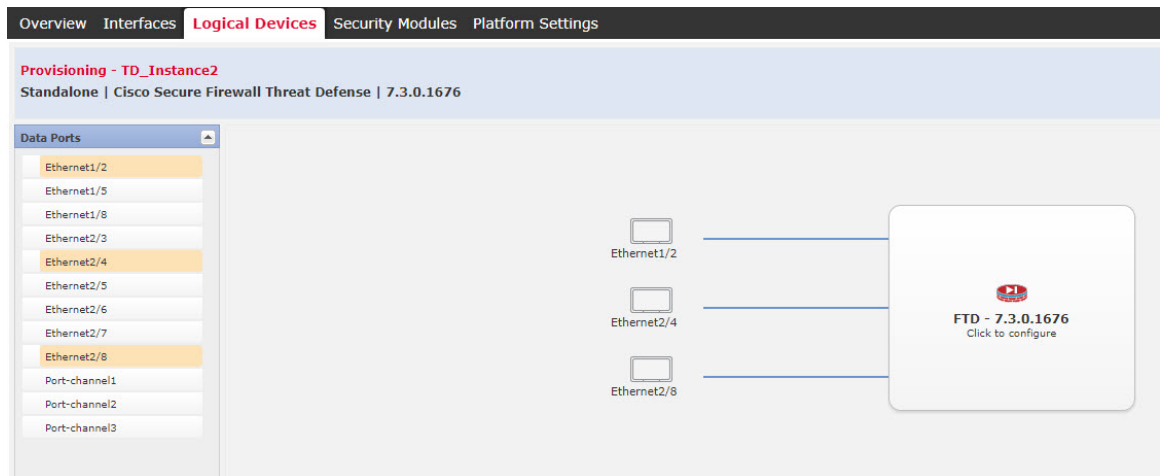 Overview Interfaces Logical Devices Security Modules Platform Settings
Provisioning - TD_Instance2
Standalone | Cisco Secure Firewall Threat Defense | 7.3.0.1676
Data Ports
Ethernet1/2
Ethernet1/5
Ethernet1/8
Ethernet2/3
Ethernet2/4
Ethernet2/5
Ethernet2/6
Ethernet2/7
Ethernet2/8
Port-channel1
Port-channel2
Port-channel3
Ethernet1/2
Ethernet2/4
Ethernet2/8
FTD - 7.3.0.1676
Click to configure